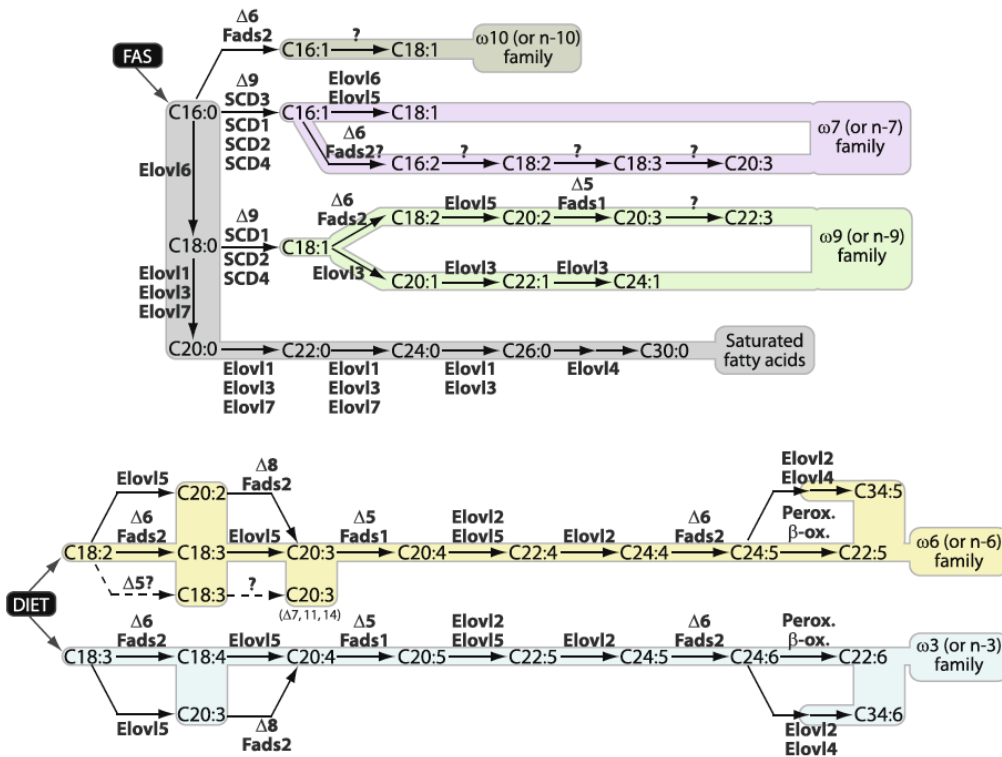 Δ6
Fads2
?
C16:1
C18:1
ω10 (or n-10)
family
FAS
Δ9
SCD3
Elovl6
Elovl5
C16:0
C16:1
C18:1
SCD1
SCD2
SCD4
Δ6
Fads2?
?
?
?
C16:2
C18:2
C18:3
C20:3
ω7 (or n-7)
family
Elovl6
Δ9
SCD1
Δ6
Fads2
Elovl5
Δ5
Fads1
?
C18:2
C20:2
C20:3
C22:3
C18:0
C18:1
SCD2
SCD4
ω9 (or n-9)
family
Elovl1
Elovl3
Elovl7
Elovl3
Elovl3
Elovl3
C20:1
C22:1
C24:1
C20:0
C22:0
C24:0
C26:0
C30:0
Saturated
fatty acids
Elovl1
Elovl3
Elovl7
Elovl1
Elovl3
Elovl7
Elovl1
Elovl3
Elovl4
Elovl5
C20:2
Δ8
Fads2
Elovl2
Elovl4
C34:5
C18:2
Δ6
Fads2
C18:3
Elovl5
C20:3
Δ5
Fads1
C20:4
Elovl2
Elovl5
C22:4
Elovl2
C24:4
Δ6
Fads2
C24:5
Perox.
β-ox.
C22:5
ω6 (or n-6)
family
Δ5?
C18:3
?
C20:3
(Δ7, 11, 14)
DIET
C18:3
Δ6
Fads2
C18:4
Elovl5
C20:4
Δ5
Fads1
C20:5
Elovl2
Elovl5
C22:5
Elovl2
C24:5
Δ6
Fads2
C24:6
Perox.
β-ox.
C22:6
ω3 (or n-3)
family
Elovl5
C20:3
Δ8
Fads2
Elovl2
Elovl4
C34:6